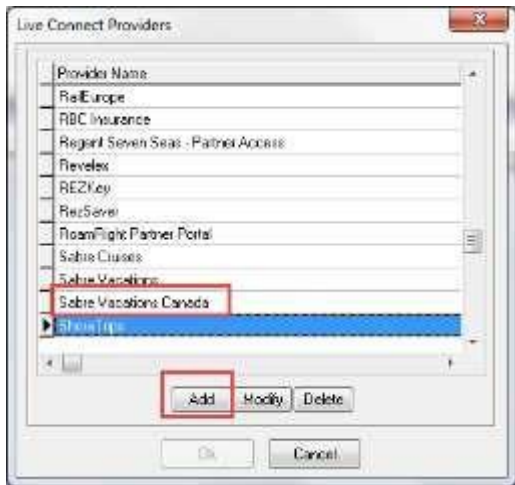 Live Connect Providers
Provider Name
RailEurope
RBC Insurance
Regent Seven Seas - Partner Access
Revelex
REZKey
RezSaver
RoamRight Partner Portal
Sabre Cruises
Sabre Vacations
Sabre Vacations Canada
ShoreTrips
Add Modify Delete
Ok Cancel